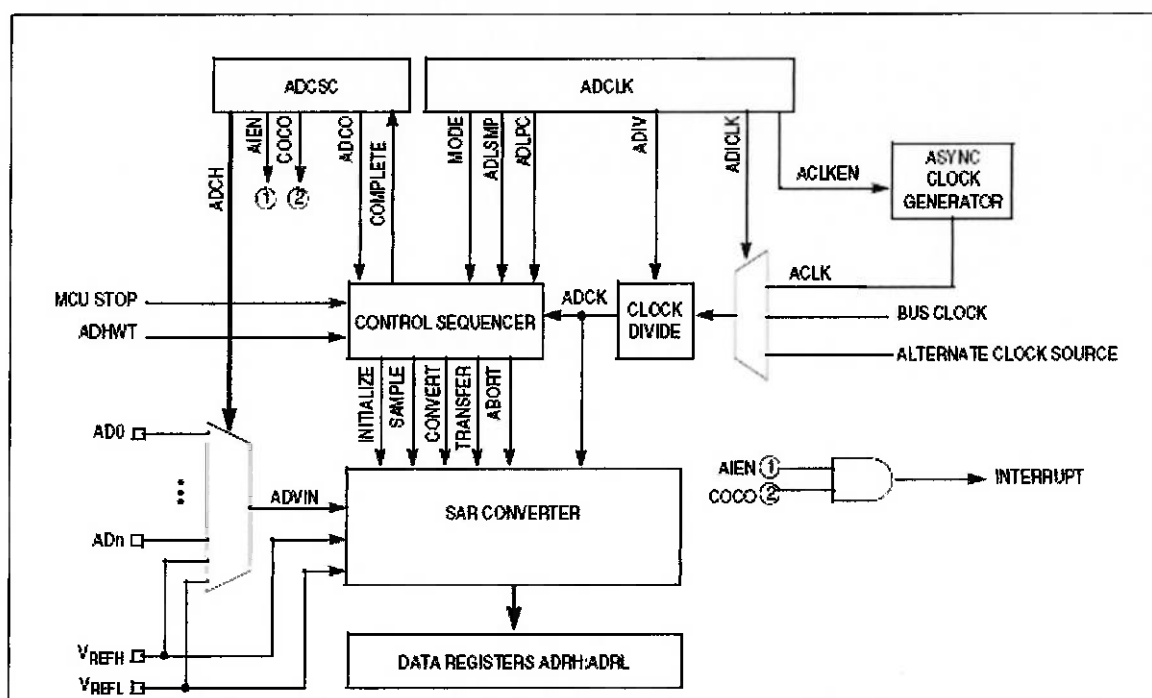 ADCSC
ADCLK
ADCH
AIEN
COCO
ADCO
COMPLETE
MODE
ADLSMP
ADLPC
ADIV
ADICLK
ACLKEN
ASYNC
CLOCK
GENERATOR
1
2
MCU STOP
ADHWT
CONTROL SEQUENCER
ADCK
CLOCK
DIVIDE
ACLK
BUS CLOCK
ALTERNATE CLOCK SOURCE
INITIALIZE
SAMPLE
CONVERT
TRANSFER
ABORT
AD0
•••
ADn
ADVIN
SAR CONVERTER
AIEN 1
COCO 2
INTERRUPT
VREFH
VREFL
DATA REGISTERS ADRH:ADRL